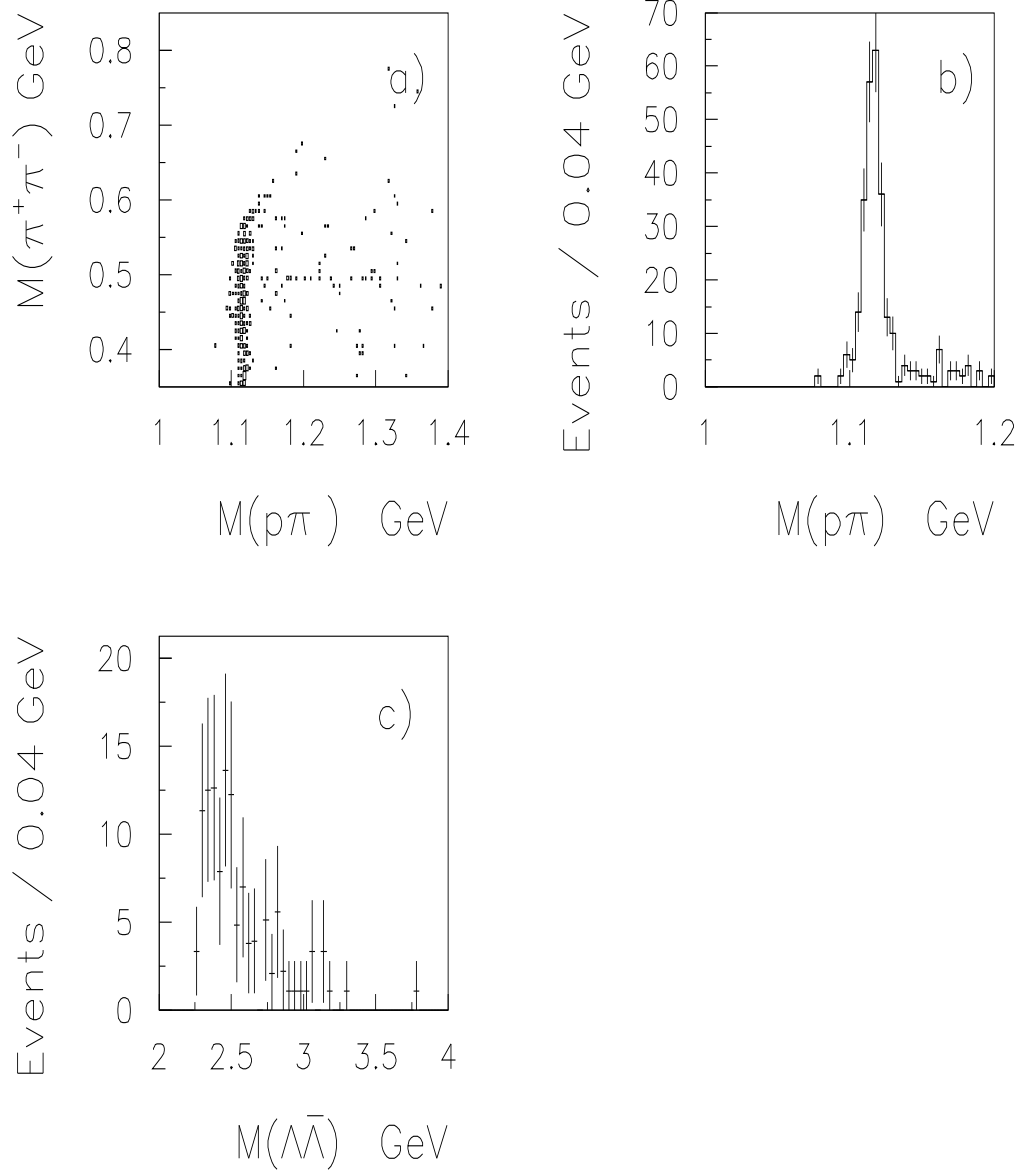 M(π⁺π⁻) GeV
0.8
0.7
0.6
0.5
0.4
a)
1 1.1 1.2 1.3 1.4
M(pπ) GeV
Events / 0.04 GeV
70
60
50
40
30
20
10
0
b)
1 1.1 1.2
M(pπ) GeV
Events / 0.04 GeV
20
15
10
5
0
c)
2 2.5 3 3.5 4
M(ΛΛ̄) GeV